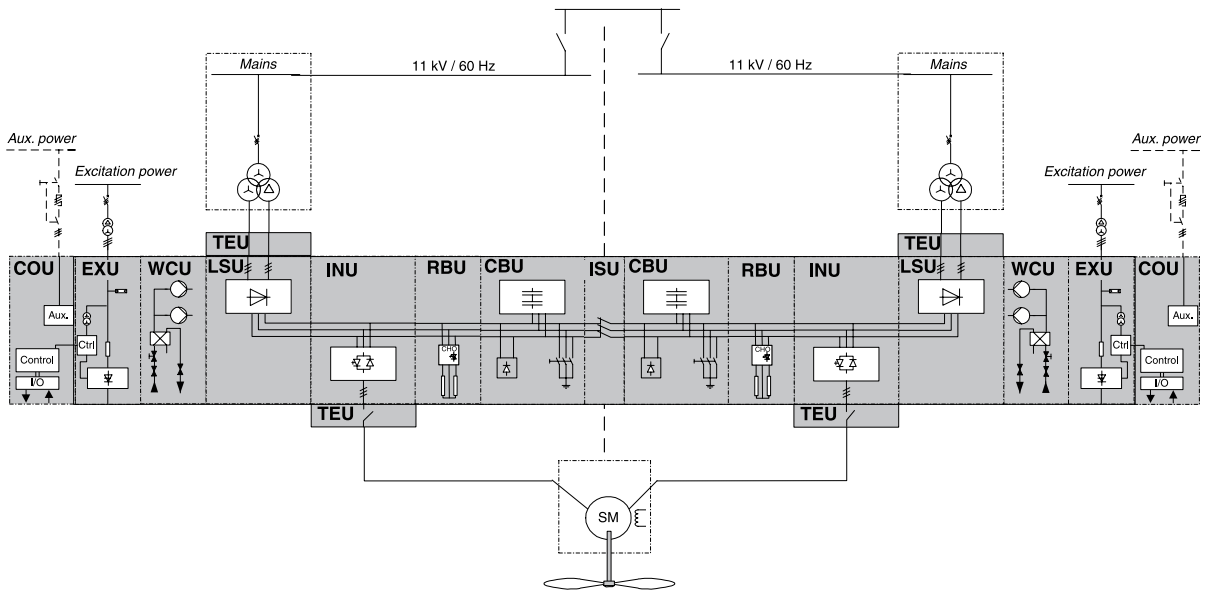 11 kV / 60 Hz
11 kV / 60 Hz
Mains
Mains
Aux. power
Aux. power
Excitation power
Excitation power
TEU
TEU
COU
EXU
WCU
LSU
INU
RBU
CBU
ISU
CBU
RBU
INU
LSU
WCU
EXU
COU
Aux.
Aux.
Ctrl
Ctrl
CHO
CHO
Control
Control
I/O
I/O
TEU
TEU
SM